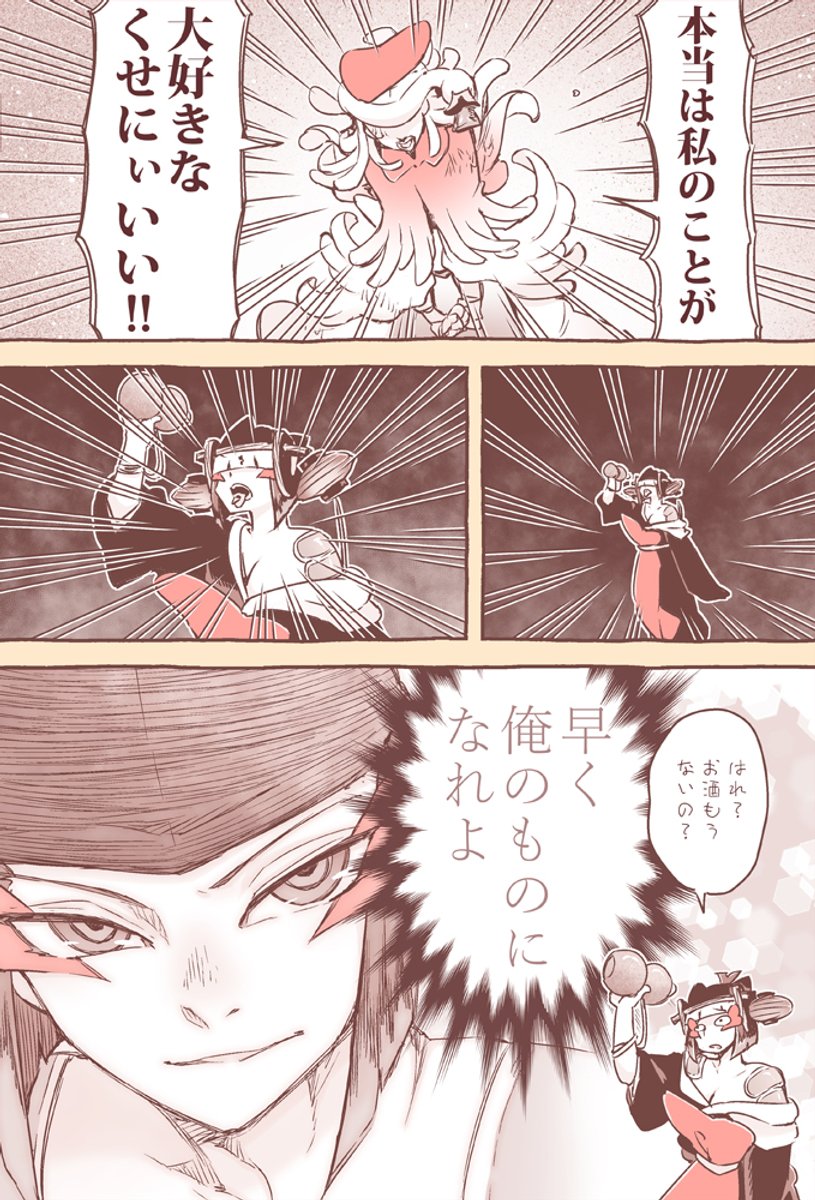 本当は私のことが
大好きな
くせにぃいい!!
はれ?
お酒もう
ないの?
早く
俺のものに
なれよ